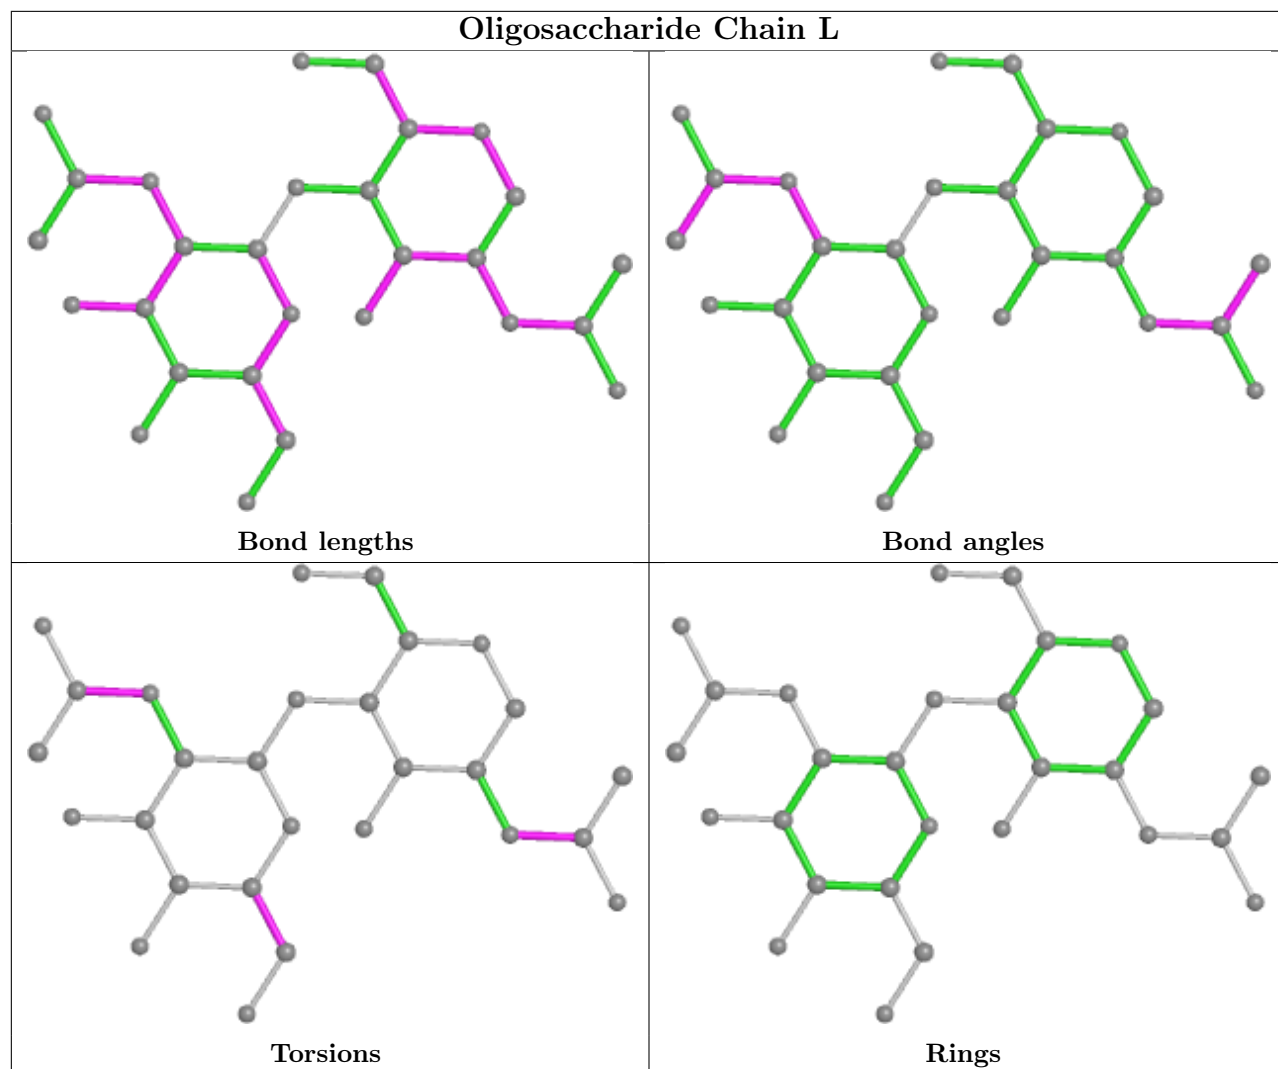 Oligosaccharide Chain L
Bond lengths
Bond angles
Torsions
Rings